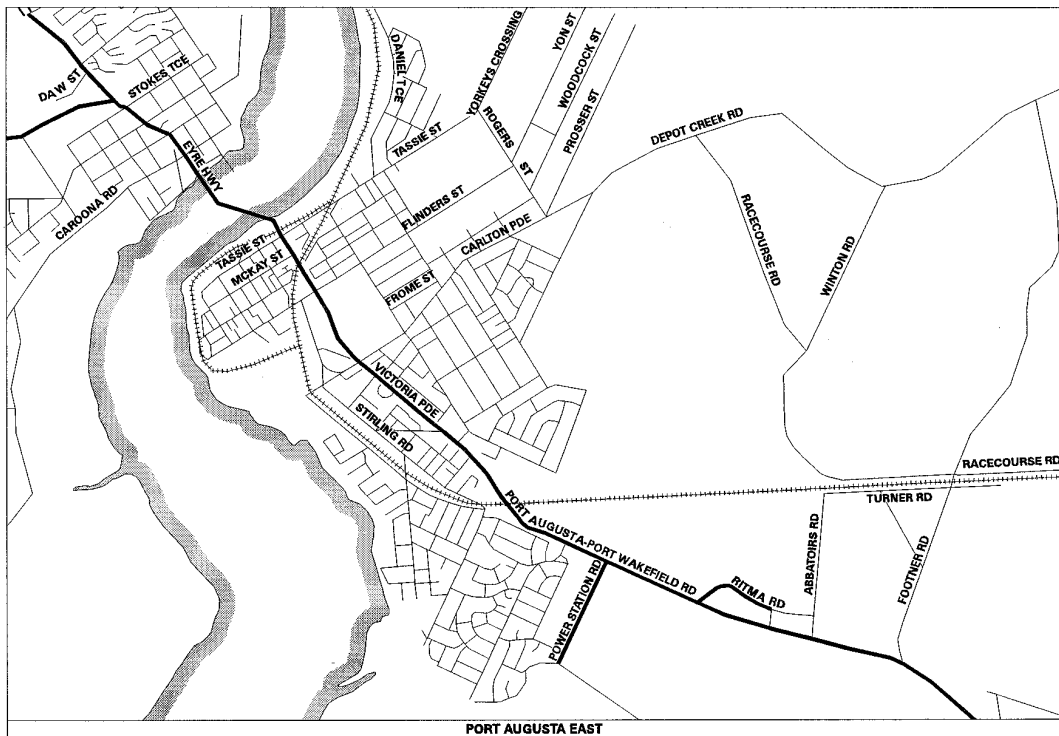 DAW ST
STOKES TCE
EYRE HWY
CAROONA RD
DANIEL TCE
TASSIE ST
YORKEYS CROSSING
ROGERS ST
YON ST
WOODCOCK ST
PROSSER ST
DEPOT CREEK RD
FLINDERS ST
CARLTON PDE
RACECOURSE RD
WINTON RD
TASSIE ST
MCKAY ST
FROME ST
VICTORIA PDE
STIRLING RD
RACECOURSE RD
TURNER RD
PORT AUGUSTA-PORT WAKEFIELD RD
ABBATOIRS RD
FOOTNER RD
RITMA RD
POWER STATION RD
PORT AUGUSTA EAST